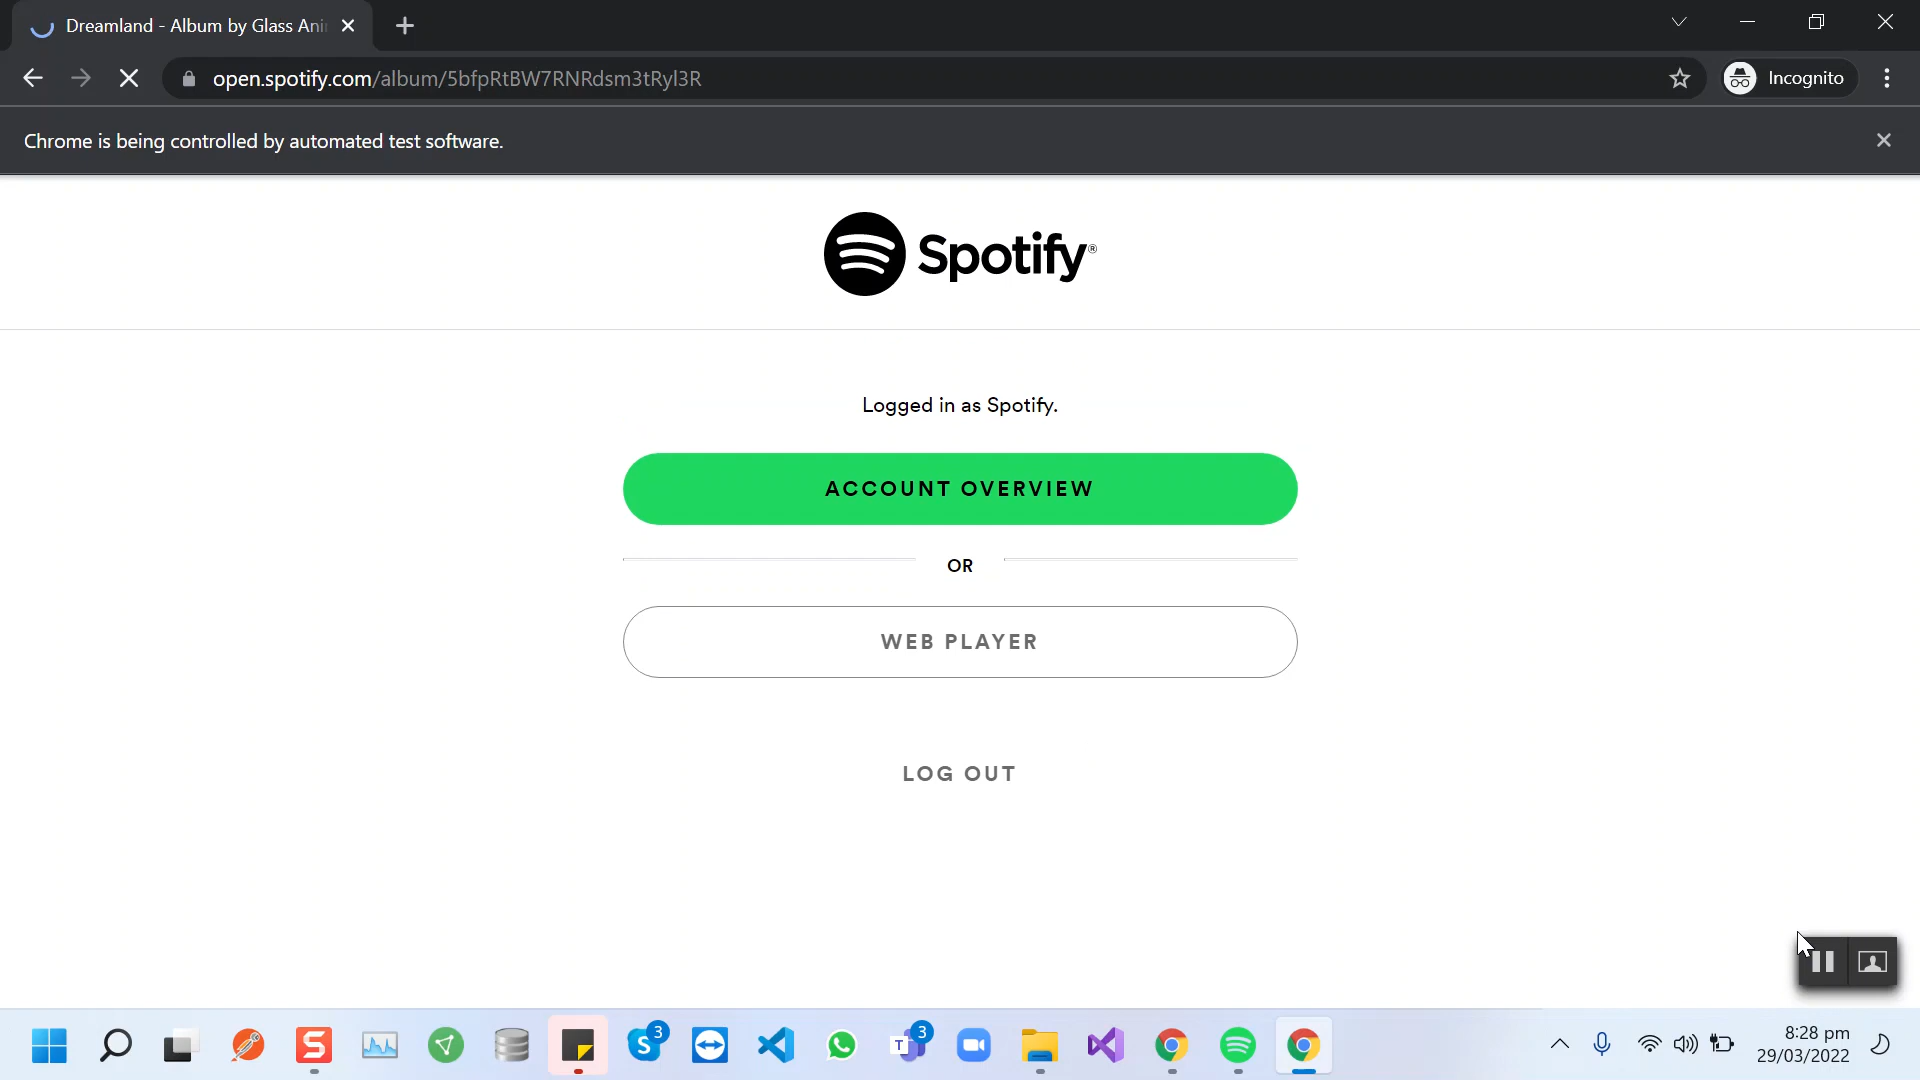 Dreamland - Album by Glass Ani
open.spotify.com/album/5bfpRtBW7RNRdsm3tRyl3R
Incognito
Chrome is being controlled by automated test software.
Spotify®
Logged in as Spotify.
ACCOUNT OVERVIEW
OR
WEB PLAYER
LOG OUT
S
S
3
T
3
8:28 pm
29/03/2022